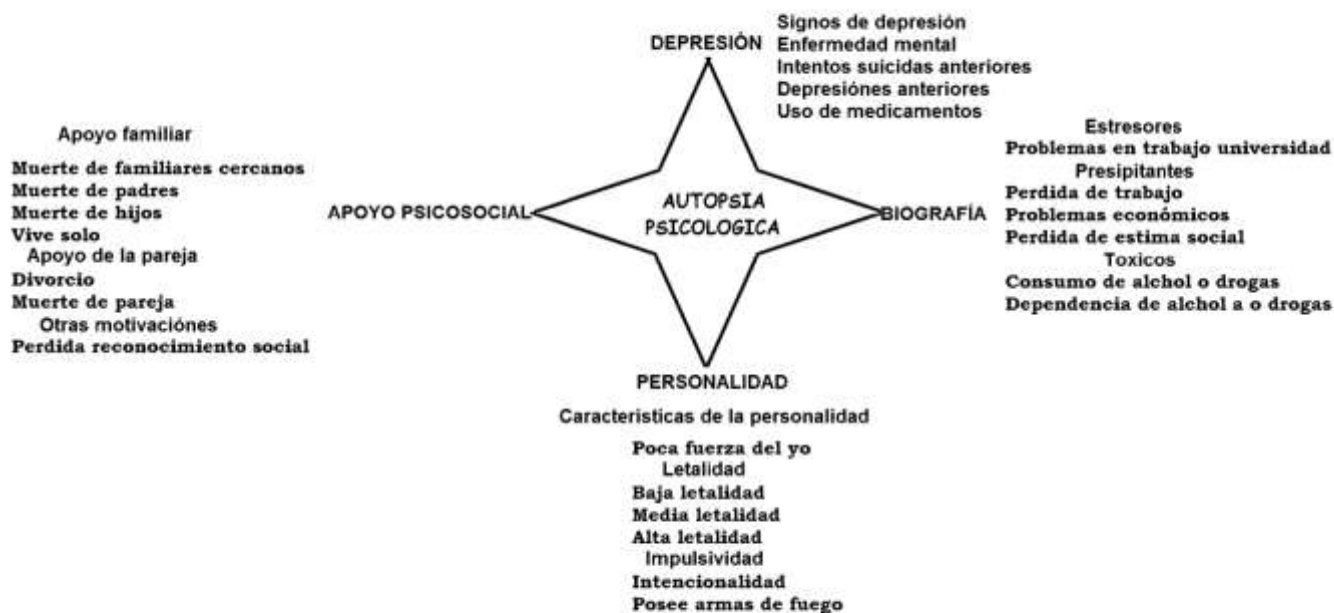 DEPRESIÓN
Signos de depresión
Enfermedad mental
Intentos suicidas anteriores
Depresiónes anteriores
Uso de medicamentos
Apoyo familiar
Muerte de familiares cercanos
Muerte de padres
Muerte de hijos
Vive solo
Apoyo de la pareja
Divorcio
Muerte de pareja
Otras motivaciónes
Perdida reconocimiento social
APOYO PSICOSOCIAL
AUTOPSIA
PSICOLOGICA
BIOGRAFÍA
Estresores
Problemas en trabajo universidad
Presipitantes
Perdida de trabajo
Problemas económicos
Perdida de estima social
Toxicos
Consumo de alchol o drogas
Dependencia de alchol a o drogas
PERSONALIDAD
Caracteristicas de la personalidad
Poca fuerza del yo
Letalidad
Baja letalidad
Media letalidad
Alta letalidad
Impulsividad
Intencionalidad
Posee armas de fuego